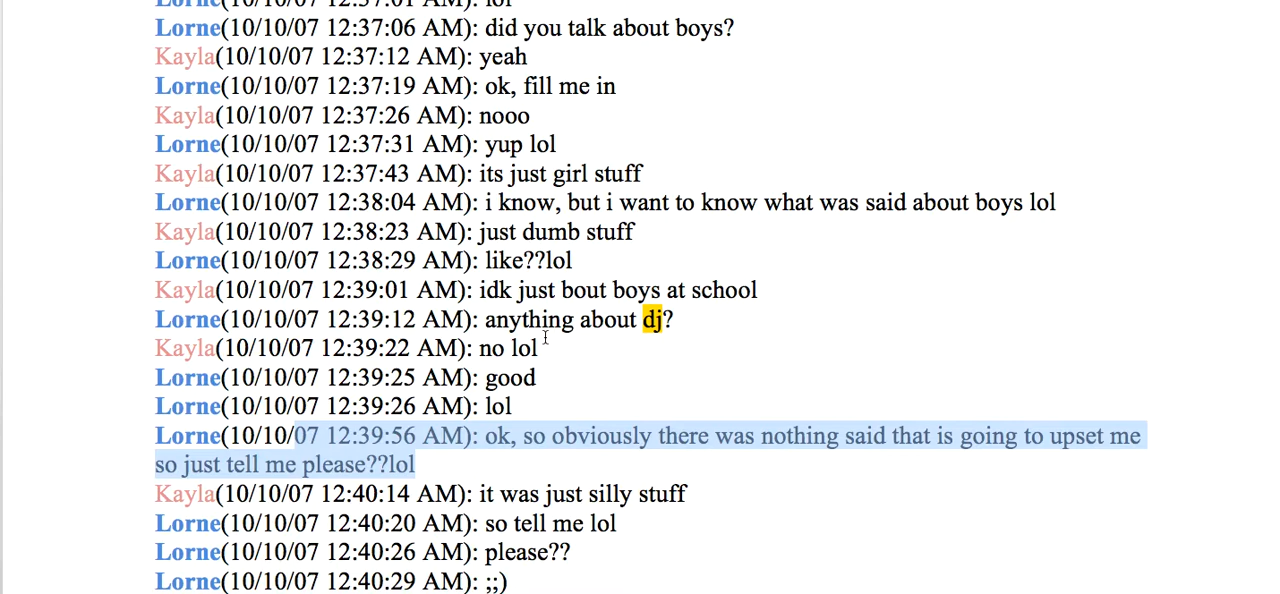 Lorne(10/10/07 12:37:01 AM): lol
Lorne(10/10/07 12:37:06 AM): did you talk about boys?
Kayla(10/10/07 12:37:12 AM): yeah
Lorne(10/10/07 12:37:19 AM): ok, fill me in
Kayla(10/10/07 12:37:26 AM): nooo
Lorne(10/10/07 12:37:31 AM): yup lol
Kayla(10/10/07 12:37:43 AM): its just girl stuff
Lorne(10/10/07 12:38:04 AM): i know, but i want to know what was said about boys lol
Kayla(10/10/07 12:38:23 AM): just dumb stuff
Lorne(10/10/07 12:38:29 AM): like??lol
Kayla(10/10/07 12:39:01 AM): idk just bout boys at school
Lorne(10/10/07 12:39:12 AM): anything about dj?
Kayla(10/10/07 12:39:22 AM): no lol
Lorne(10/10/07 12:39:25 AM): good
Lorne(10/10/07 12:39:26 AM): lol
Lorne(10/10/07 12:39:56 AM): ok, so obviously there was nothing said that is going to upset me
so just tell me please??lol
Kayla(10/10/07 12:40:14 AM): it was just silly stuff
Lorne(10/10/07 12:40:20 AM): so tell me lol
Lorne(10/10/07 12:40:26 AM): please??
Lorne(10/10/07 12:40:29 AM): ;;)